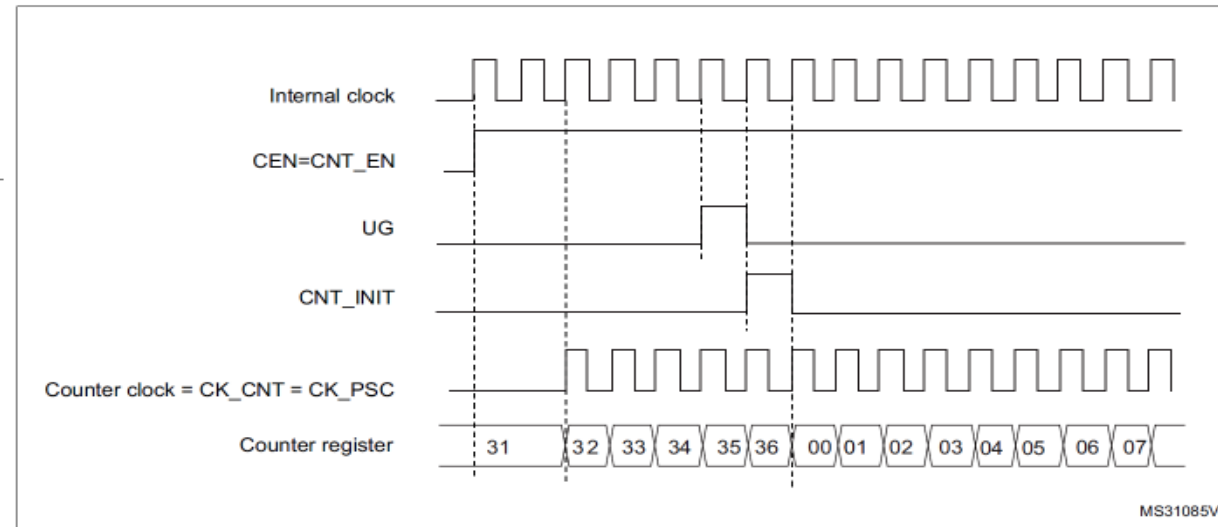 Internal clock
CEN=CNT_EN
UG
CNT_INIT
Counter clock = CK_CNT = CK_PSC
Counter register 31 32 33 34 35 36 00 01 02 03 04 05 06 07
MS31085V